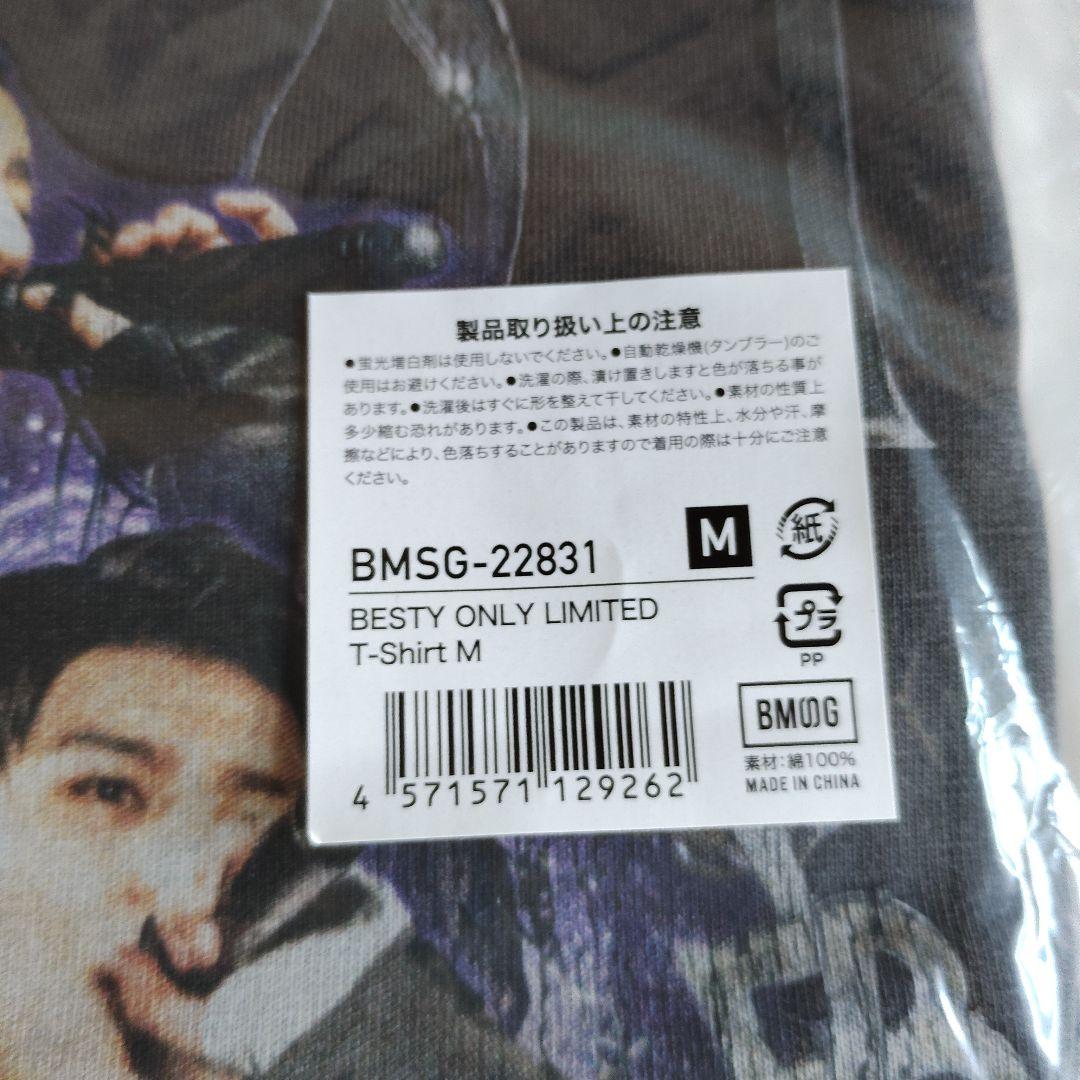 製品取り扱い上の注意
●蛍光増白剤は使用しないでください。●自動乾燥機(タンブラー)のご
使用はお避けください。●洗濯の際、漬け置きしますと色が落ちる事が
あります。●洗濯後はすぐに形を整えて干してください。●素材の性質上
多少縮む恐れがあります。●この製品は、素材の特性上、水分や汗、摩
擦などにより、色落ちすることがありますので着用の際は十分にご注意
ください。
BMSG-22831
M
紙
BESTY ONLY LIMITED
T-Shirt M
プラ
PP
BMSG
素材：綿100%
MADE IN CHINA
4 571571 129262